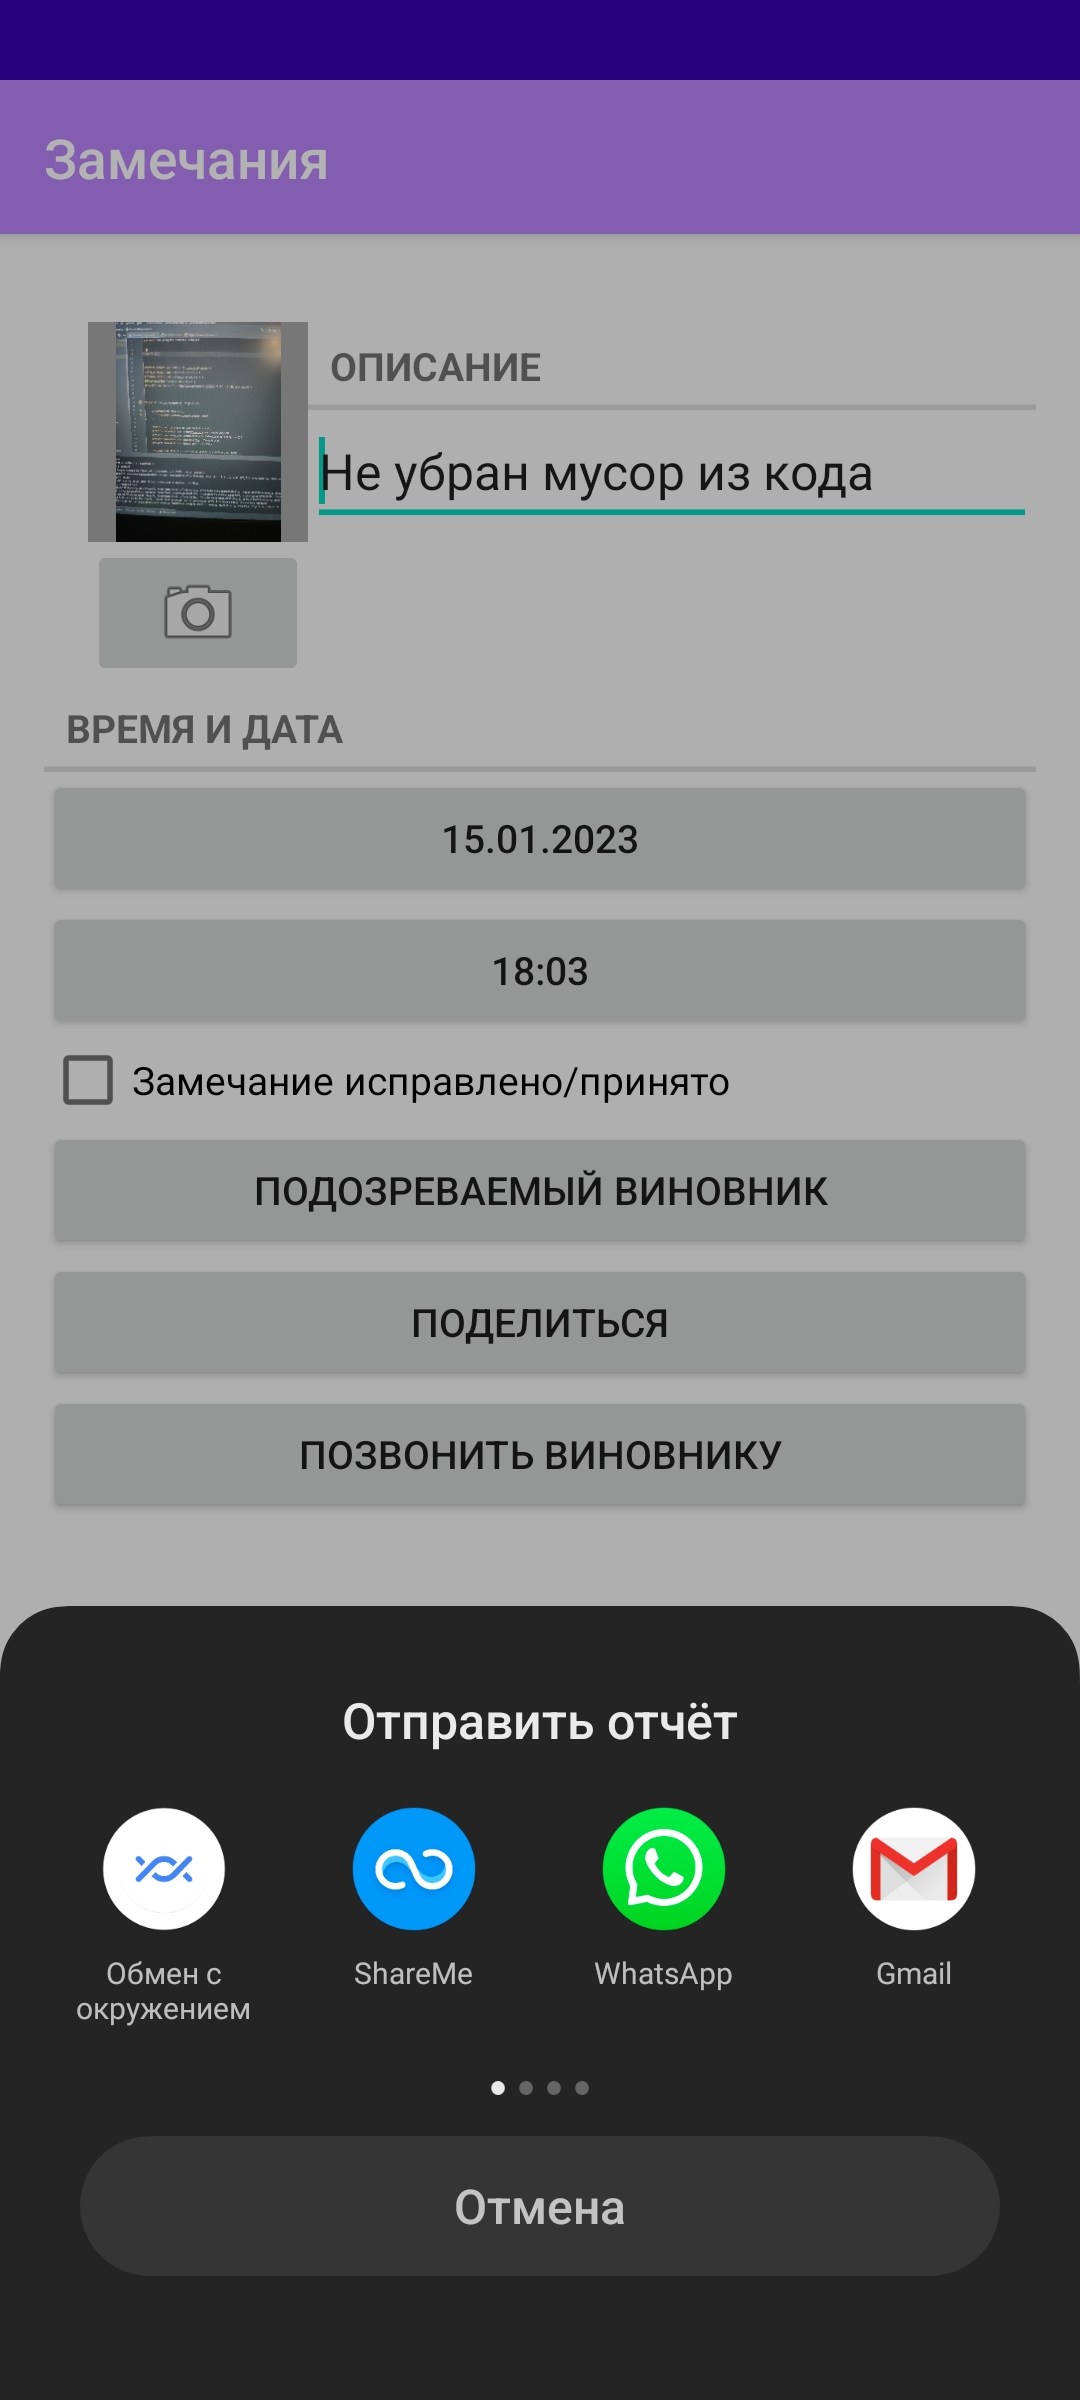 Замечания
ОПИСАНИЕ
Не убран мусор из кода
ВРЕМЯ И ДАТА
15.01.2023
18:03
Замечание исправлено/принято
ПОДОЗРЕВАЕМЫЙ ВИНОВНИК
ПОДЕЛИТЬСЯ
ПОЗВОНИТЬ ВИНОВНИКУ
Отправить отчёт
Обмен с
окружением
ShareMe
WhatsApp
Gmail
Отмена